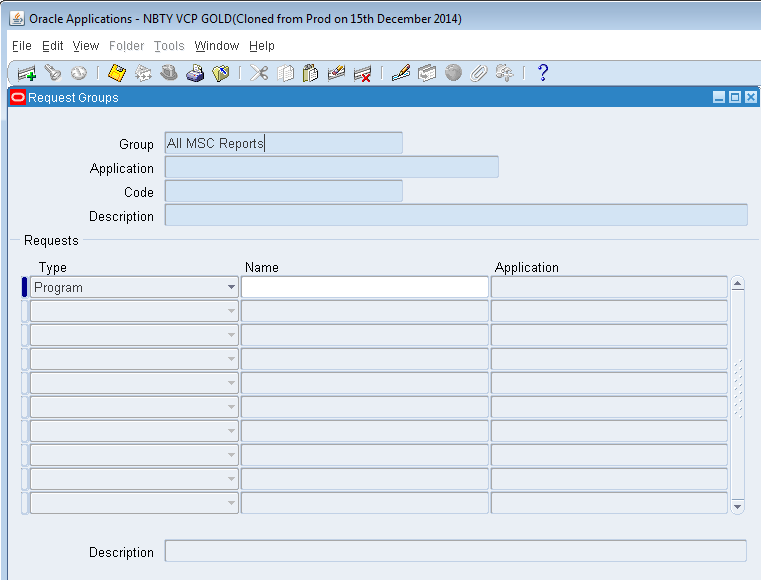 Oracle Applications - NBTY VCP GOLD(Cloned from Prod on 15th December 2014)
File Edit View Folder Tools Window Help
?
Request Groups
Group All MSC Reports
Application
Code
Description
Requests
Type Name Application
Program
Description